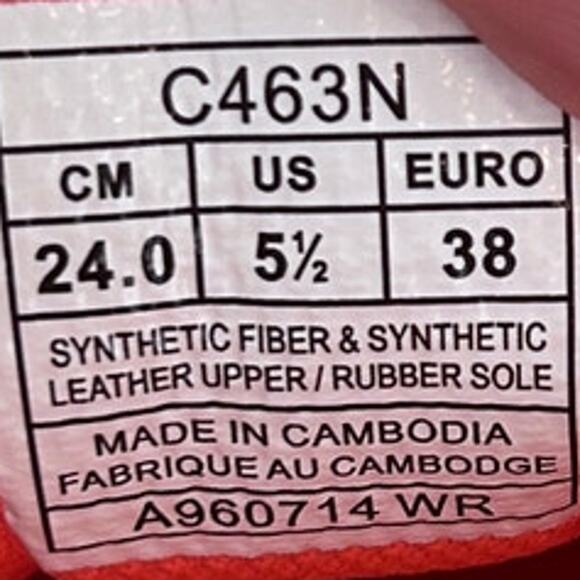 C463N
CM US EURO
24.0 5½ 38
SYNTHETIC FIBER & SYNTHETIC
LEATHER UPPER / RUBBER SOLE
MADE IN CAMBODIA
FABRIQUE AU CAMBODGE
A960714 WR